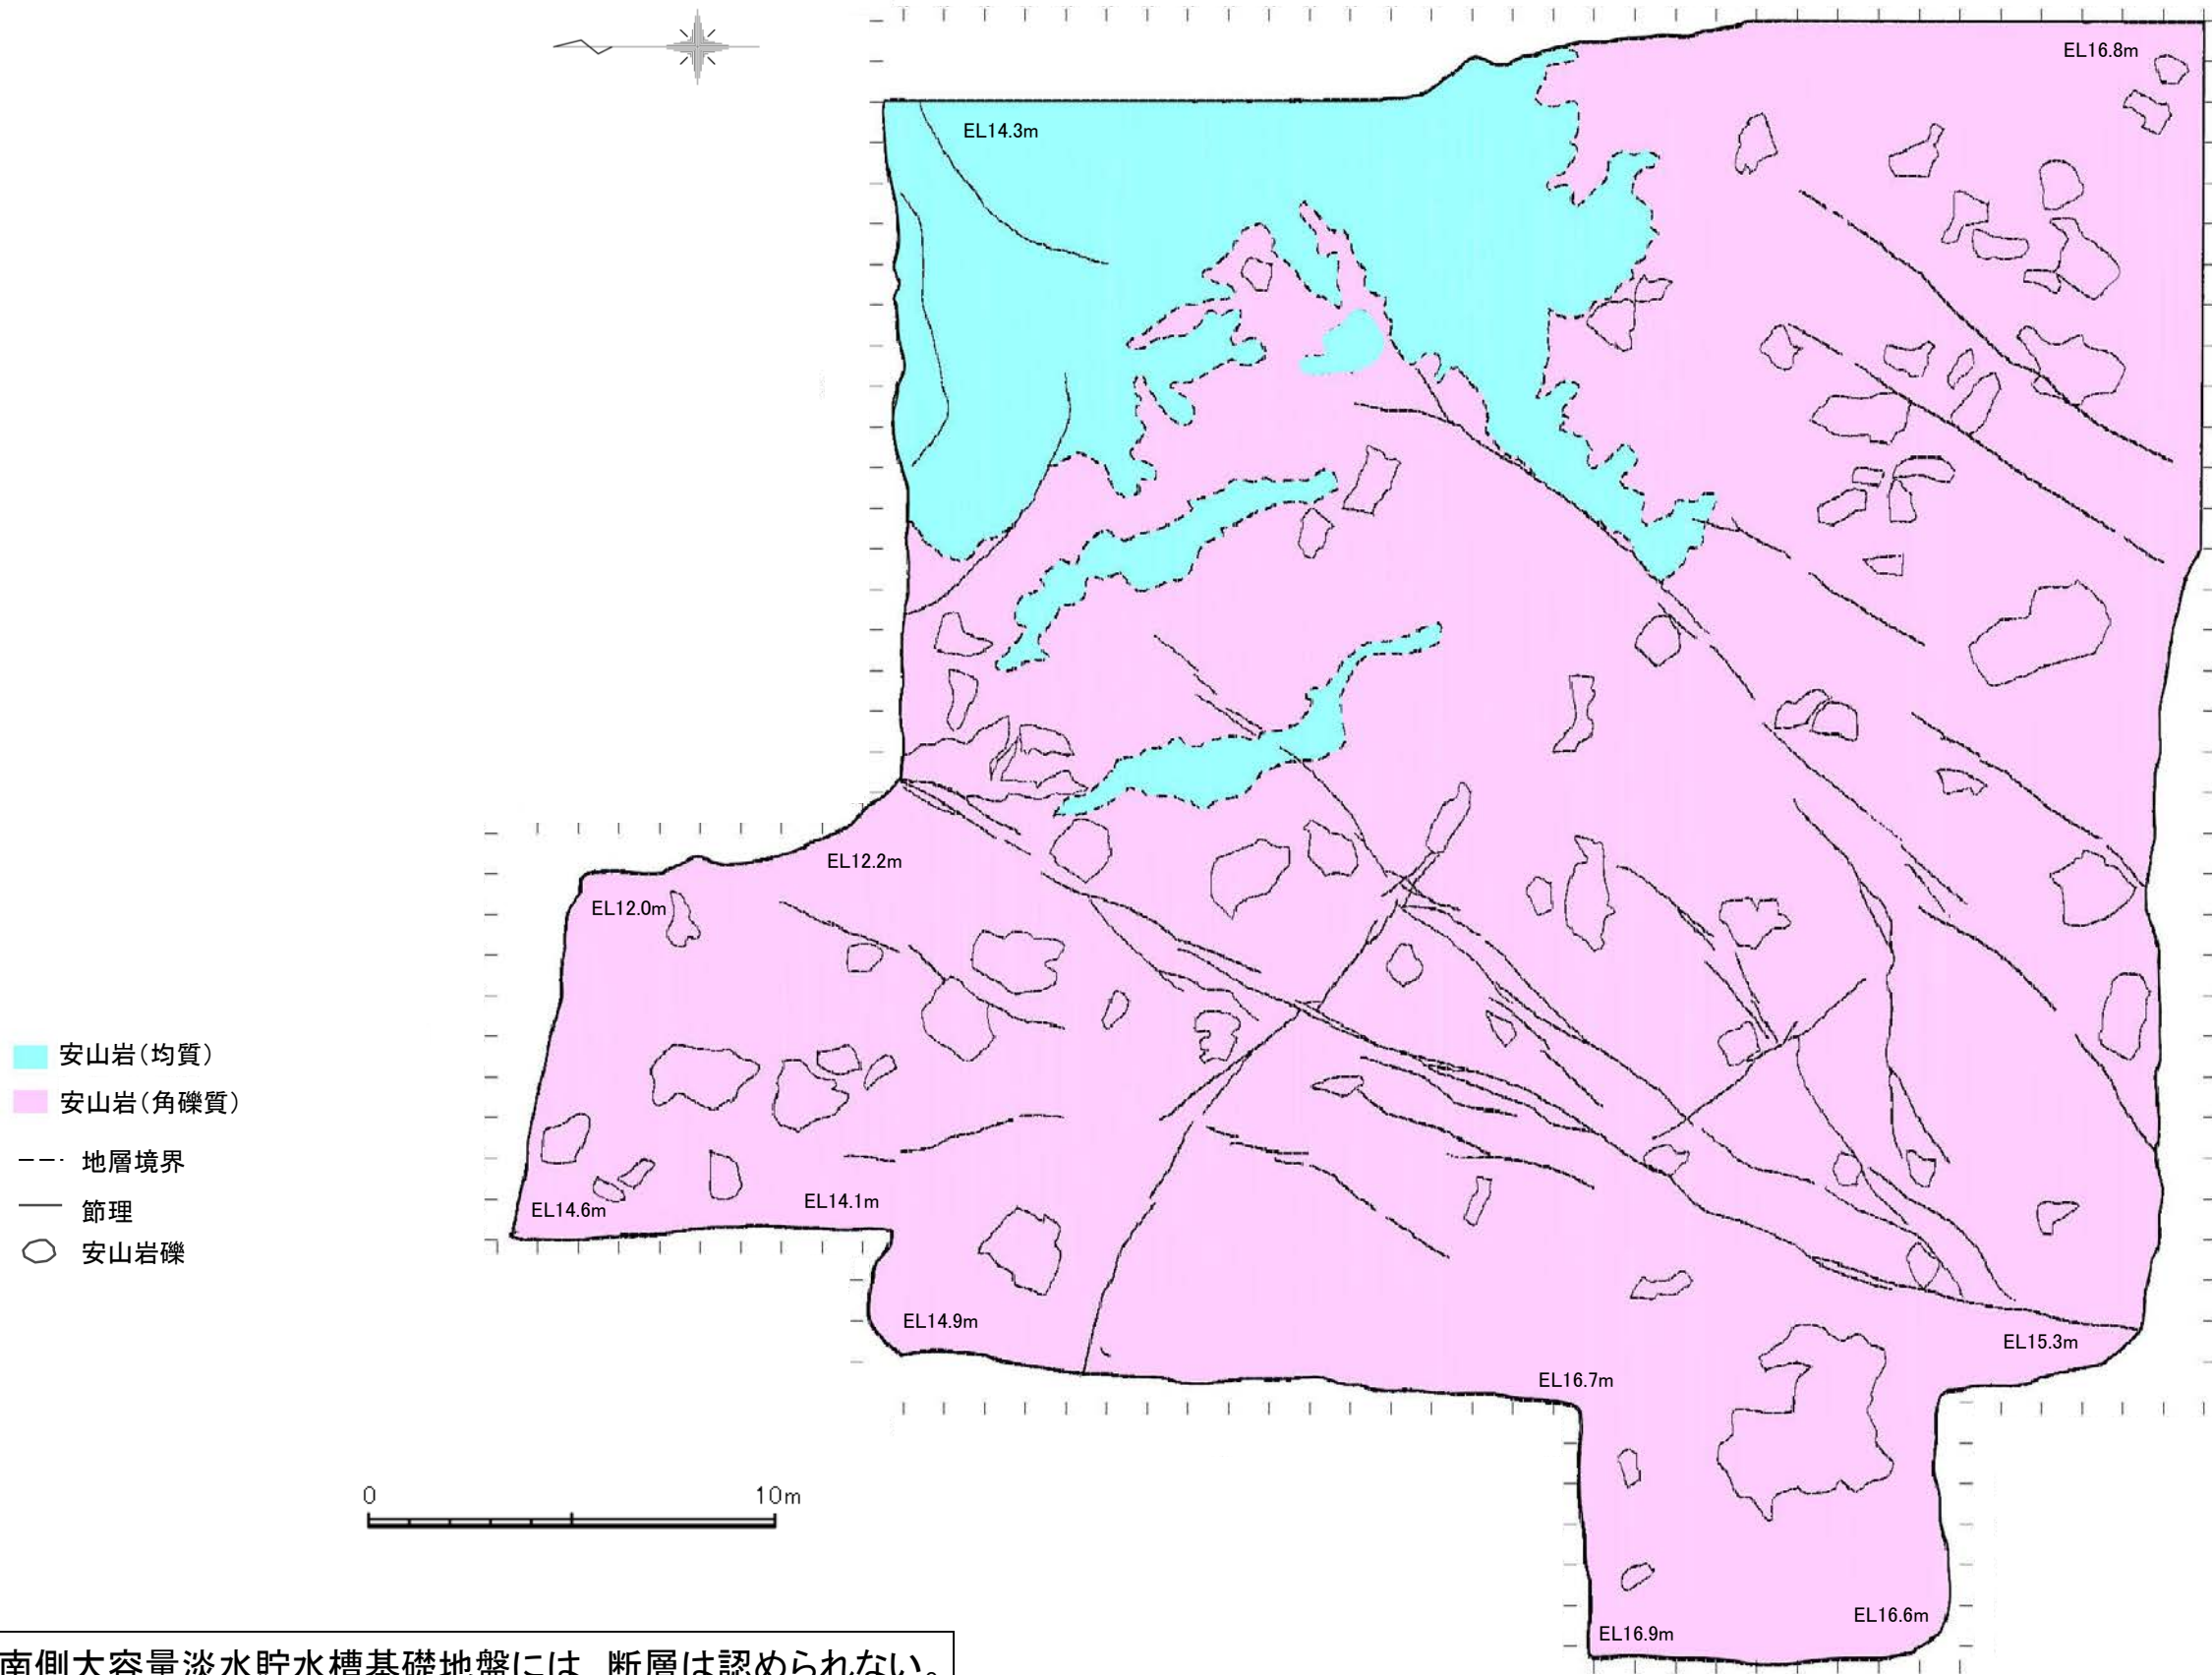 EL16.8m
EL14.3m
EL12.2m
EL12.0m
EL14.6m
EL14.1m
EL14.9m
EL15.3m
EL16.7m
EL16.6m
EL16.9m
安山岩（均質）
安山岩（角礫質）
地層境界
節理
安山岩礫
0 10m
南側大容量淡水貯水槽基礎地盤には、断層は認められない。